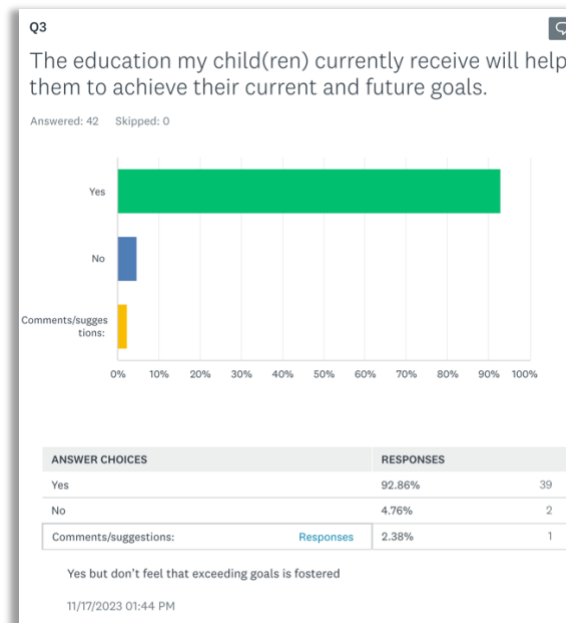 Q3
The education my child(ren) currently receive will help
them to achieve their current and future goals.
Answered: 42 Skipped: 0
Yes
No
Comments/sugges
tions:
0% 10% 20% 30% 40% 50% 60% 70% 80% 90% 100%
ANSWER CHOICES RESPONSES
Yes 92.86% 39
No 4.76% 2
Comments/suggestions: Responses 2.38% 1
Yes but don't feel that exceeding goals is fostered
11/17/2023 01:44 PM